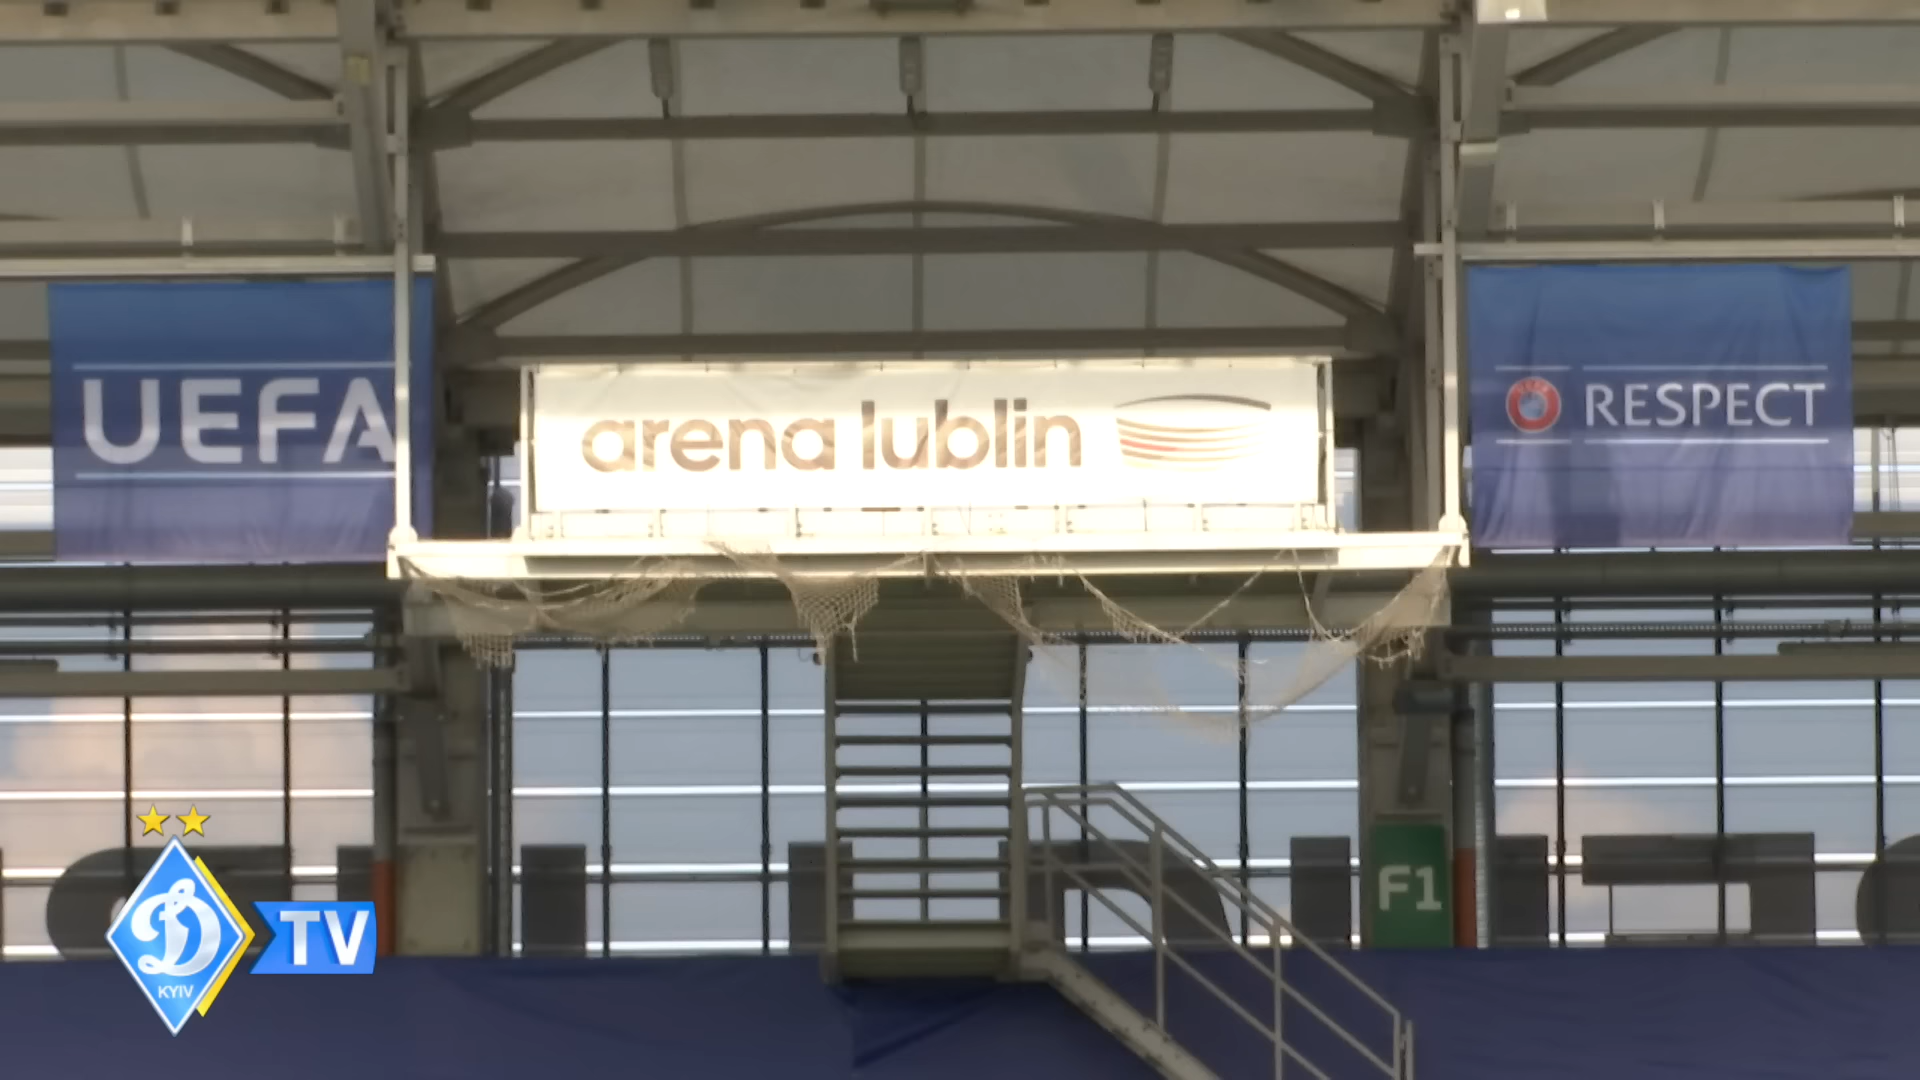 UEFA
arena lublin
RESPECT
F1
TV
KYIV